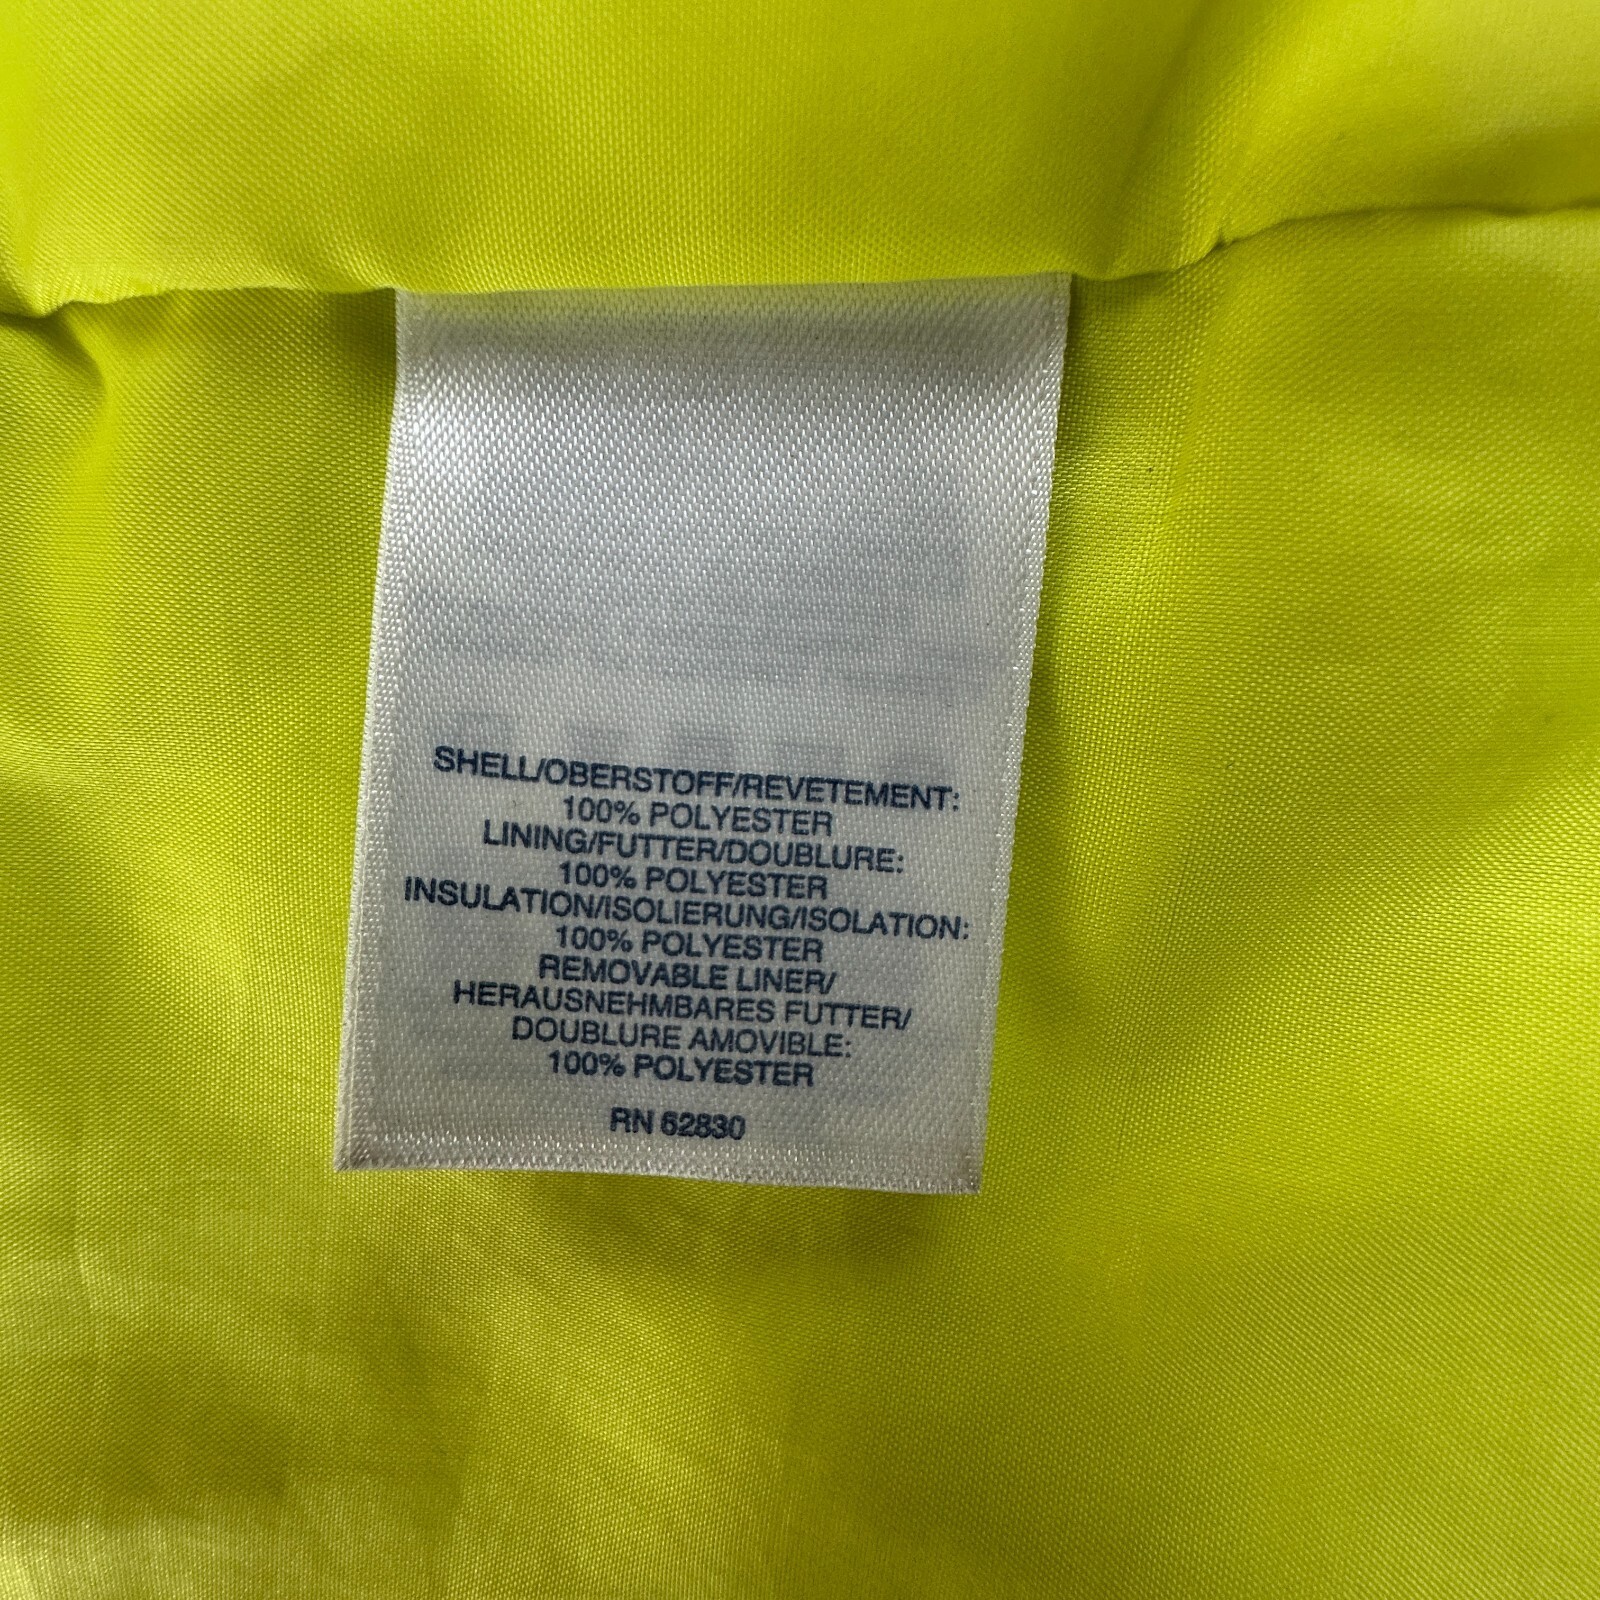 SHELL/OBERSTOFF/REVETEMENT:
100% POLYESTER
LINING/FUTTER/DOUBLURE:
100% POLYESTER
INSULATION/ISOLIERUNG/ISOLATION:
100% POLYESTER
REMOVABLE LINER/
HERAUSNEHMBARES FUTTER/
DOUBLURE AMOVIBLE:
100% POLYESTER
RN 62830